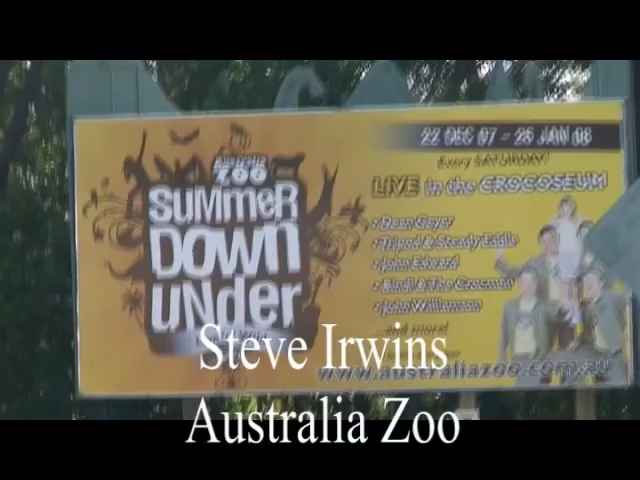 AUSTRALIA
ZOO
SUMMER
DOWN
UNDER
22 DEC 07 - 26 JAN 08
Every SATURDAY!
LIVE in the CROCOSEUM
• Dean Geyer
• Tripod & Steady Eddie
• John Edward
• Bindi & The Crocmen
• John Williamson
...and more!
www.australiazoo.com.au
Steve Irwins
Australia Zoo